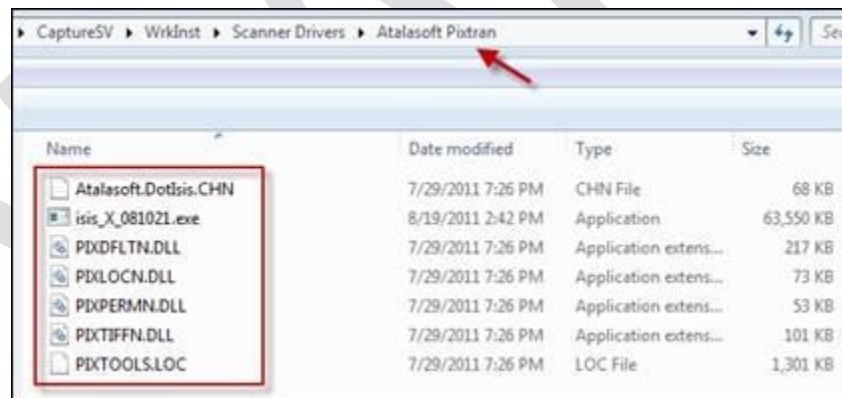 CaptureSV ▸ WrkInst ▸ Scanner Drivers ▸ Atalasoft Pixtran
Name Date modified Type Size
Atalasoft.DotIsis.CHN 7/29/2011 7:26 PM CHN File 68 KB
isis_X_081021.exe 8/19/2011 2:42 PM Application 63,550 KB
PIXDFLTN.DLL 7/29/2011 7:26 PM Application extens... 217 KB
PIXLOCN.DLL 7/29/2011 7:26 PM Application extens... 73 KB
PIXPERMN.DLL 7/29/2011 7:26 PM Application extens... 53 KB
PIXTIFFN.DLL 7/29/2011 7:26 PM Application extens... 101 KB
PIXTOOLS.LOC 7/29/2011 7:26 PM LOC File 1,301 KB